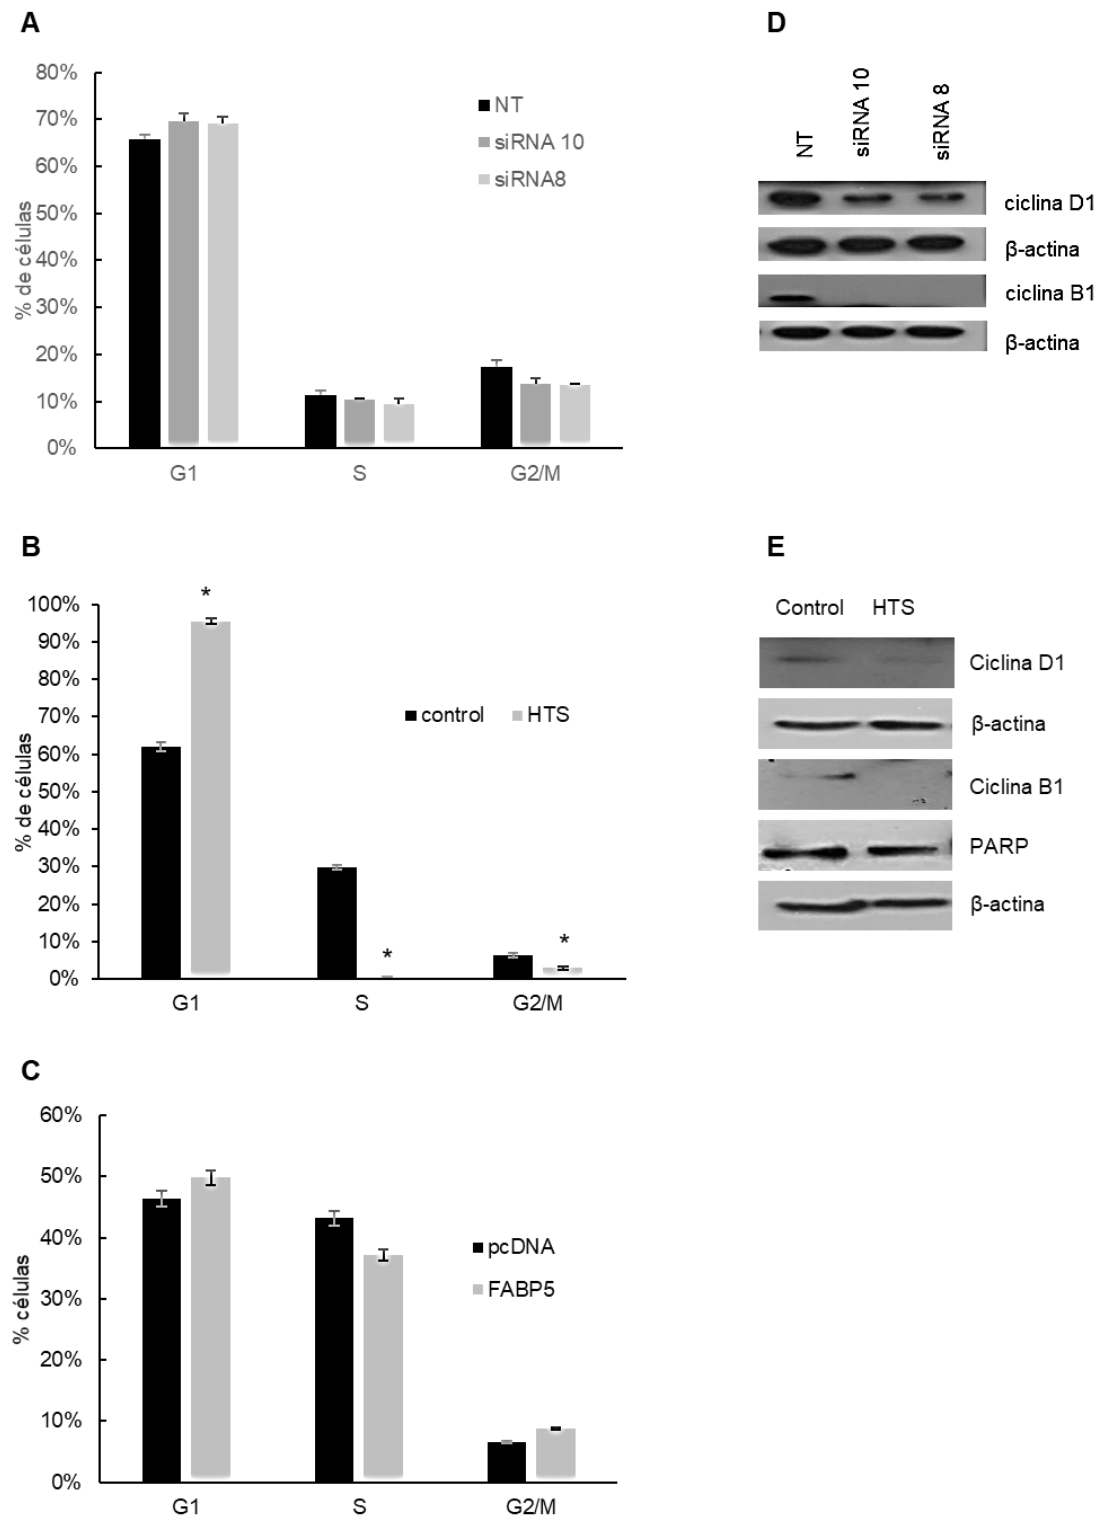 A
80%
70%
60%
50%
40%
30%
20%
10%
0%
% de células
NT
siRNA 10
siRNA8
G1
S
G2/M
B
100%
90%
80%
70%
60%
50%
40%
30%
20%
10%
0%
% de células
*
*
*
control
HTS
G1
S
G2/M
C
60%
50%
40%
30%
20%
10%
0%
% células
pcDNA
FABP5
G1
S
G2/M
D
NT
siRNA 10
siRNA 8
ciclina D1
β-actina
ciclina B1
β-actina
E
Control HTS
Ciclina D1
β-actina
Ciclina B1
PARP
β-actina